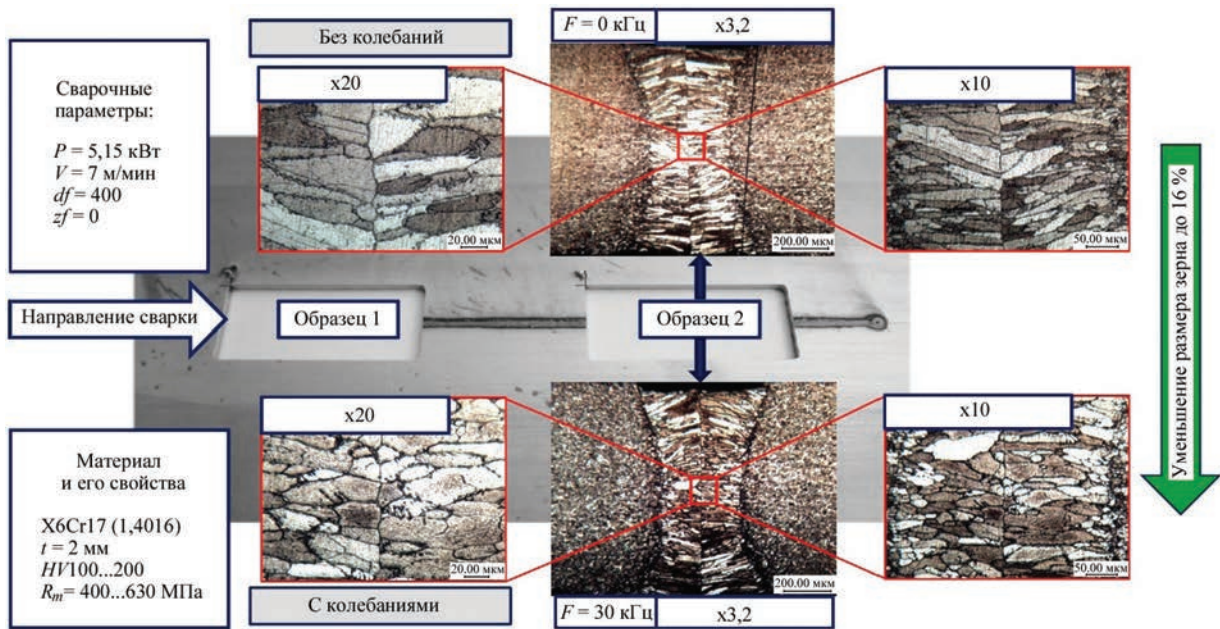 Без колебаний
F = 0 кГц
x3,2
x20
x10
Сварочные
параметры:
P = 5,15 кВт
V = 7 м/мин
df = 400
zf = 0
20,00 мкм
200.00 мкм
50.00 мкм
Направление сварки
Образец 1
Образец 2
Уменьшение размера зерна до 16 %
x20
x10
Материал
и его свойства
X6Cr17 (1,4016)
t = 2 мм
HV100...200
Rm= 400...630 МПа
20,00 мкм
200.00 мкм
50.00 мкм
С колебаниями
F = 30 кГц
x3,2